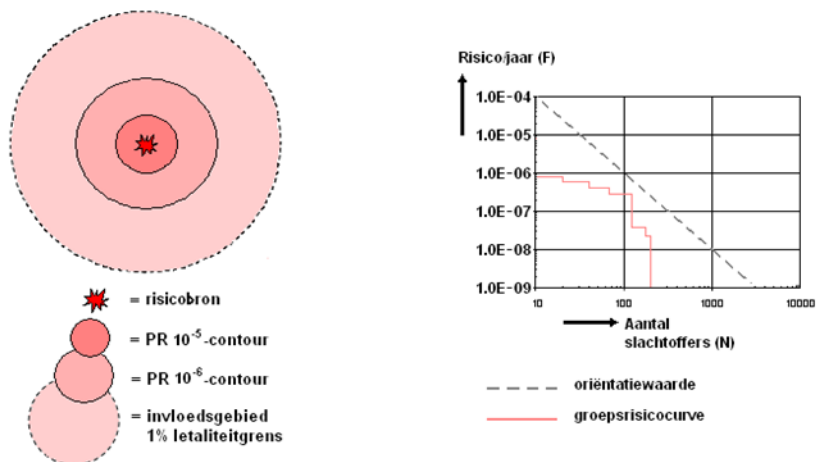 = risicobron
= PR 10⁻⁵-contour
= PR 10⁻⁶-contour
= invloedsgebied
1% letaliteitgrens
Risico/jaar (F)
1.0E-04
1.0E-05
1.0E-06
1.0E-07
1.0E-08
1.0E-09
10 100 1000 10000
Aantal
slachtoffers (N)
oriëntatiewaarde
groepsrisicocurve